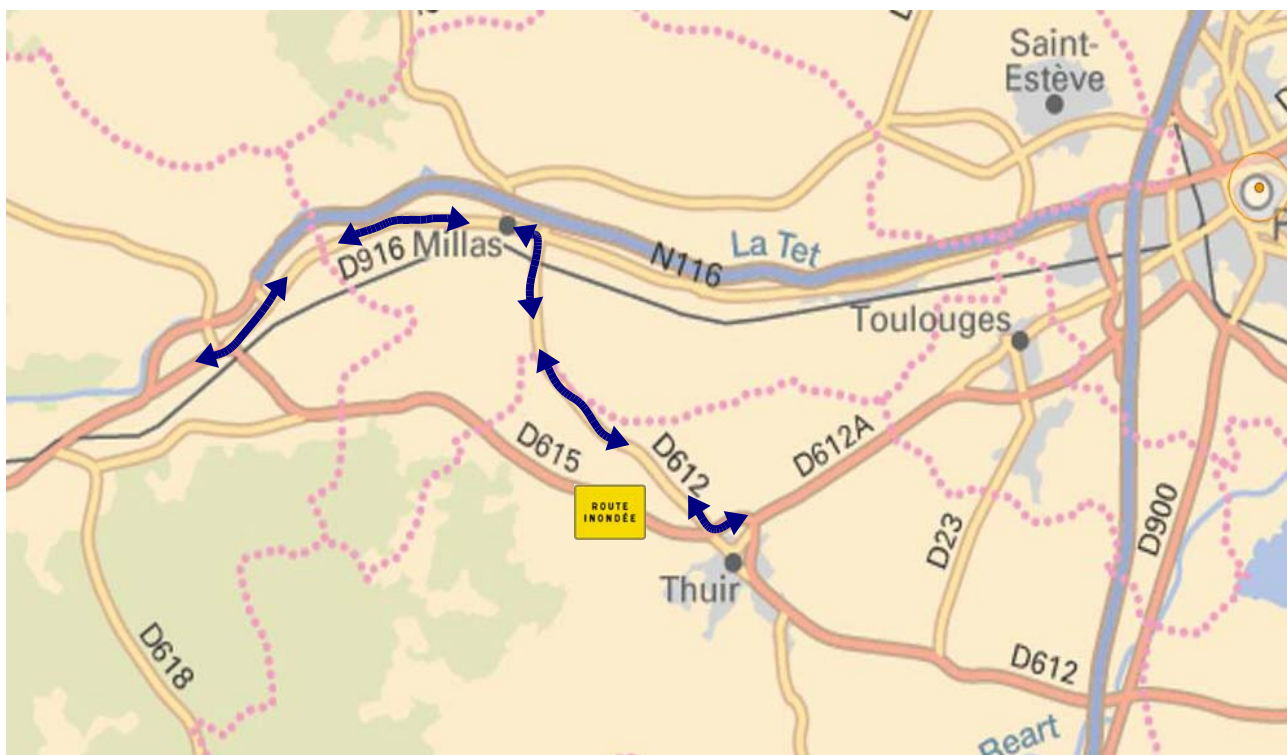 Saint-
Estève
La Tet
D916
Millas
N116
Toulouges
D615
D612
D612A
ROUTE
INONDÉE
D23
D900
Thuir
D618
D612
Beart